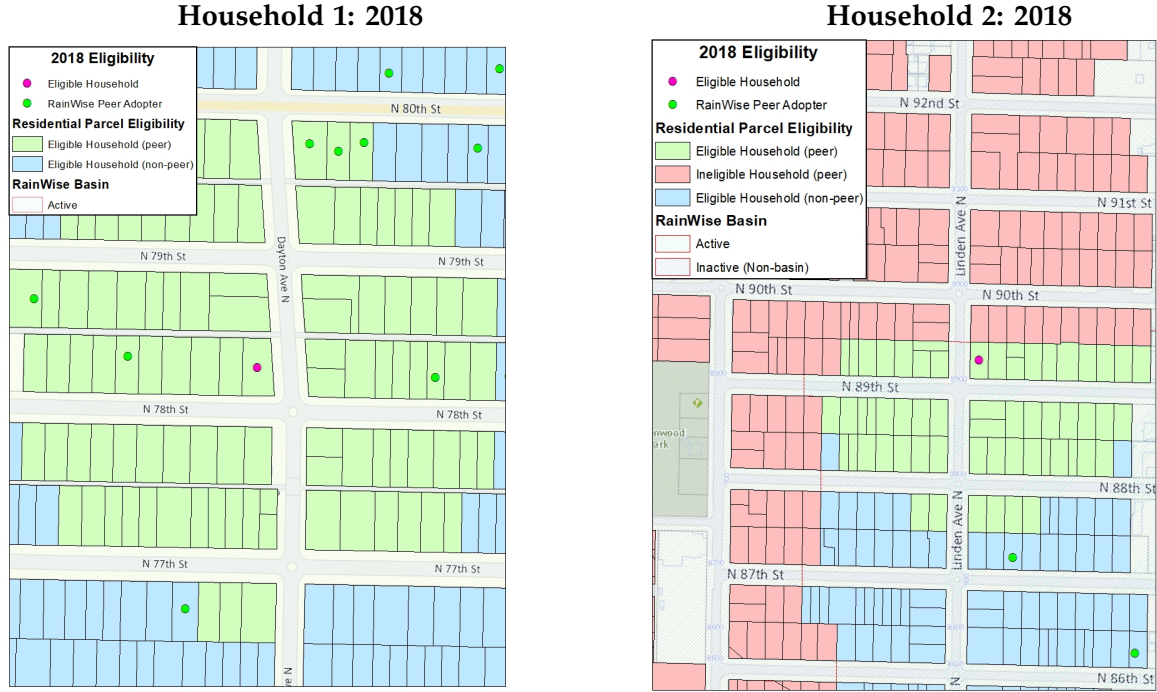 Household 1: 2018
2018 Eligibility
Eligible Household
RainWise Peer Adopter
Residential Parcel Eligibility
Eligible Household (peer)
Eligible Household (non-peer)
RainWise Basin
Active
N 80th St
Dayton Ave N
N 79th St
N 79th St
N 78th St
N 78th St
N 77th St
N 77th St
Household 2: 2018
2018 Eligibility
Eligible Household
RainWise Peer Adopter
Residential Parcel Eligibility
Eligible Household (peer)
Ineligible Household (peer)
Eligible Household (non-peer)
RainWise Basin
Active
Inactive (Non-basin)
N 92nd St
N 91st St
Linden Ave N
N 90th St
N 90th St
N 89th St
enwood
ark
N 88th St
Linden Ave N
N 87th St
N 86th St